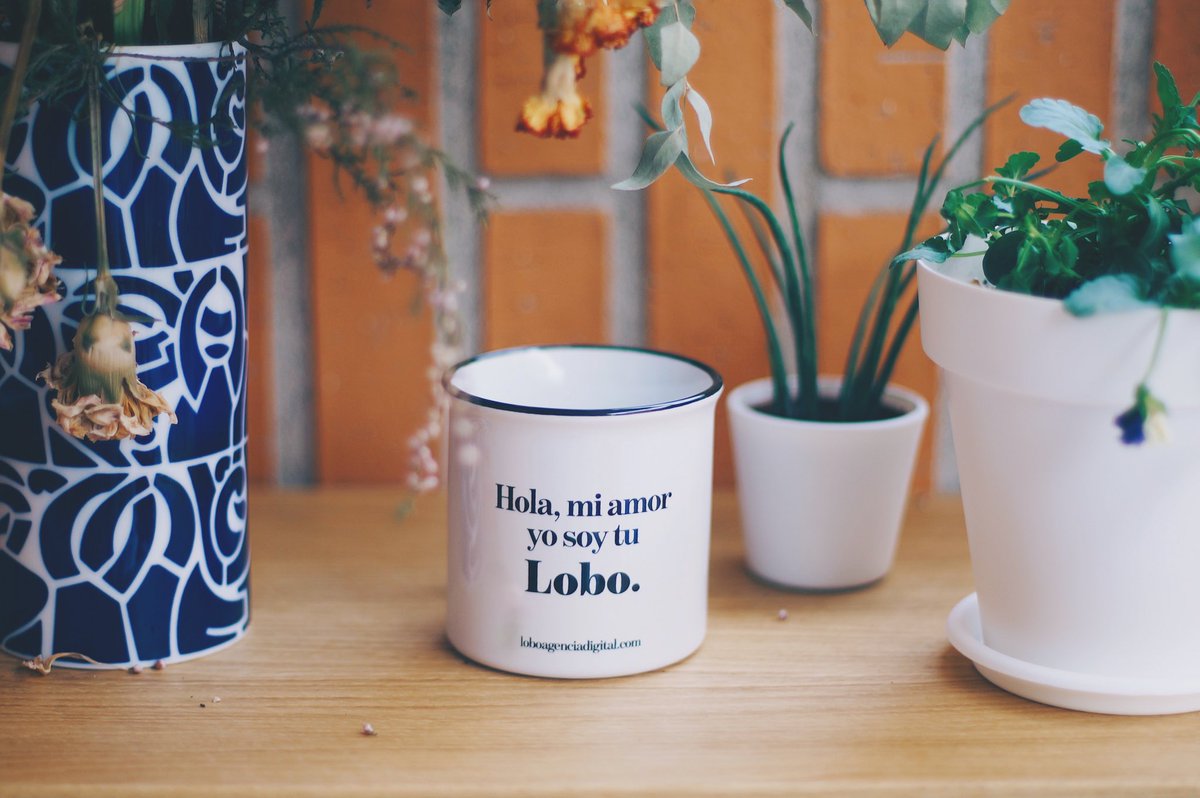 Hola, mi amor
yo soy tu
Lobo.
loboagenciadigital.com